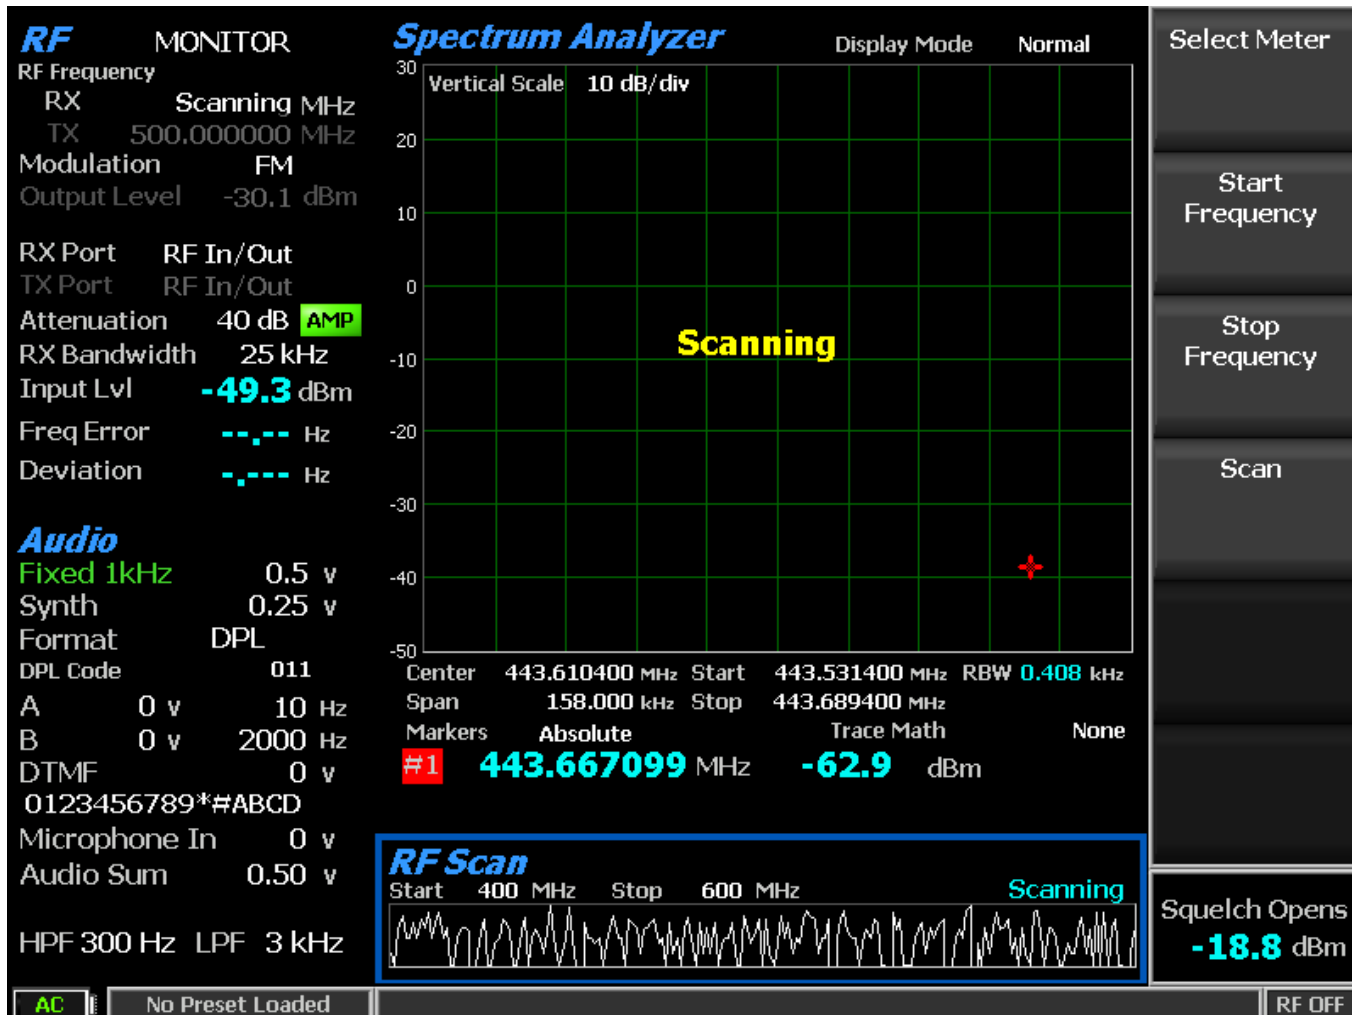 RF MONITOR
RF Frequency
RX Scanning MHz
TX 500.000000 MHz
Modulation FM
Output Level -30.1 dBm
RX Port RF In/Out
TX Port RF In/Out
Attenuation 40 dB AMP
RX Bandwidth 25 kHz
Input Lvl -49.3 dBm
Freq Error --.-- Hz
Deviation -.--- Hz
Audio
Fixed 1kHz 0.5 v
Synth 0.25 v
Format DPL
DPL Code 011
A 0 v 10 Hz
B 0 v 2000 Hz
DTMF 0 v
0123456789*#ABCD
Microphone In 0 v
Audio Sum 0.50 v
HPF 300 Hz LPF 3 kHz
Spectrum Analyzer Display Mode Normal
Vertical Scale 10 dB/div
30
20
10
0
-10
-20
-30
-40
-50
Scanning
Center 443.610400 MHz Start 443.531400 MHz RBW 0.408 kHz
Span 158.000 kHz Stop 443.689400 MHz
Markers Absolute Trace Math None
#1 443.667099 MHz -62.9 dBm
RF Scan
Start 400 MHz Stop 600 MHz Scanning
Select Meter
Start
Frequency
Stop
Frequency
Scan
Squelch Opens
-18.8 dBm
AC No Preset Loaded RF OFF